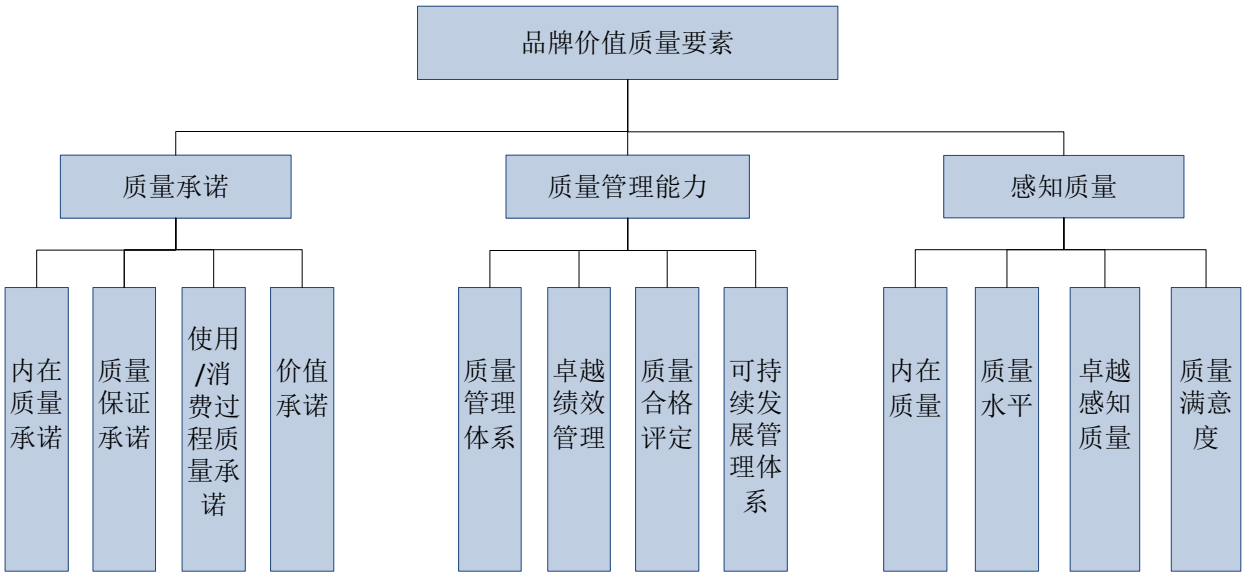 品牌价值质量要素
质量承诺
质量管理能力
感知质量
内在
质量
承诺
质量
保证
承诺
使用
/消
费过
程质
量承
诺
价值
承诺
质量
管理
体系
卓越
绩效
管理
质量
合格
评定
可持
续发
展管
理体
系
内在
质量
质量
水平
卓越
感知
质量
质量
满意
度